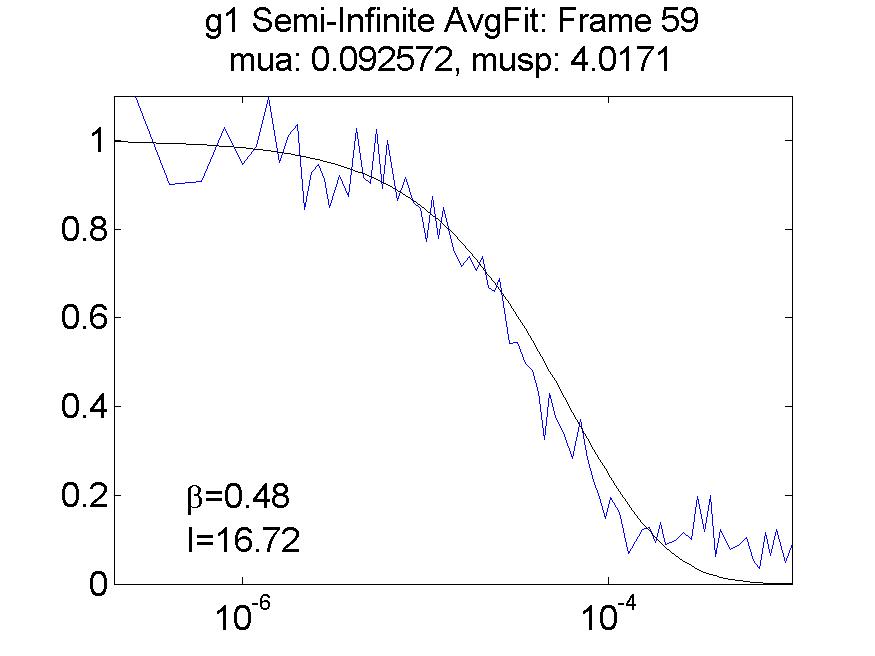 g1 Semi-Infinite AvgFit: Frame 59
mua: 0.092572, musp: 4.0171
1
0.8
0.6
0.4
0.2
0
β=0.48
I=16.72
10^-6
10^-4